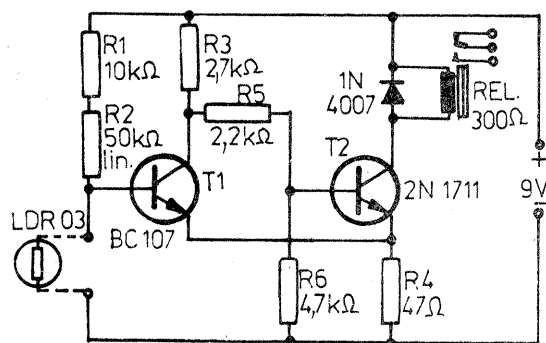 R1
10kΩ
R2
50kΩ
lin.
R3
2,7kΩ
R5
2,2kΩ
1N
4007
REL.
300Ω
T1
BC 107
T2
2N 1711
+
9V
−
LDR 03
R6
4,7kΩ
R4
47Ω